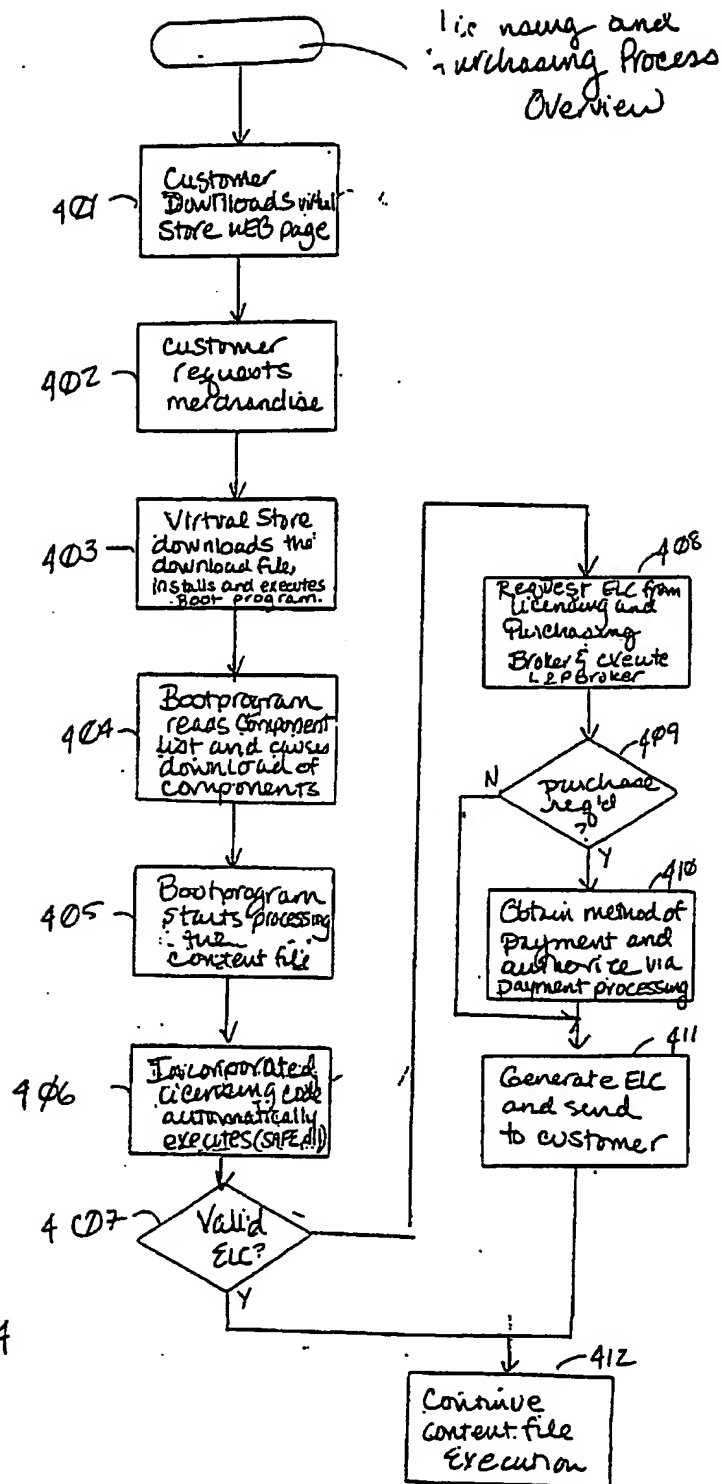 nsing and
urchasing Process
Overview
401
Customer
Downloads virtual
Store WEB page
402
Customer
requests
merchandise
403
Virtual Store
downloads the
download file,
installs and executes
Boot program.
404
Bootprogram
reads Component
list and causes
download of
components
405
Bootprogram
starts processing
the
content file
406
Incorporated
licensing code
automatically
executes (SAFE.dll)
407
Valid
ELC?
Y
408
Request ELC from
Licensing and
Purchasing
Broker & execute
L&P Broker
409
N
purchase
req'd
?
Y
410
Obtain method of
payment and
authorize via
payment processing
411
Generate ELC
and send
to customer
412
Continue
content file
Execution